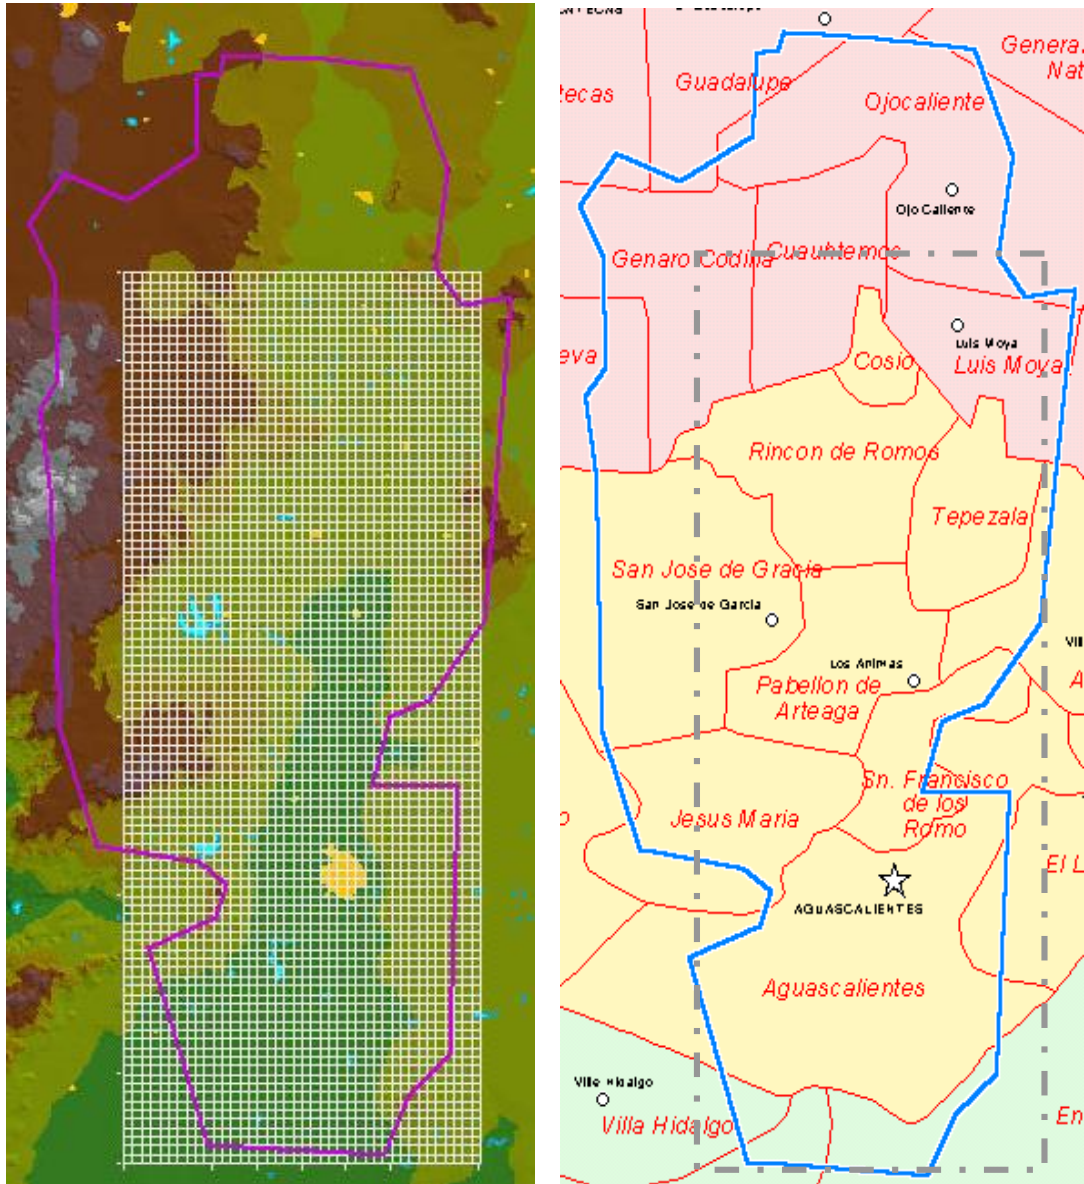 Guadalupe
Genera
Nat
tecas
Ojocaliente
Ojo Caliente
Genaro Codina
Cuauhtemoc
Luis Moya
eva
Cosio
Luis Moya
Rincon de Romos
Tepezala
San Jose de Gracia
San Jose de Garcia
Vill
Los Animas
Pabellon de
Arteaga
A
Sn. Francisco
de los
Romo
Jesus Maria
o
El L
AGUASCALIENTES
Aguascalientes
Ville Hidalgo
Villa Hidalgo
En